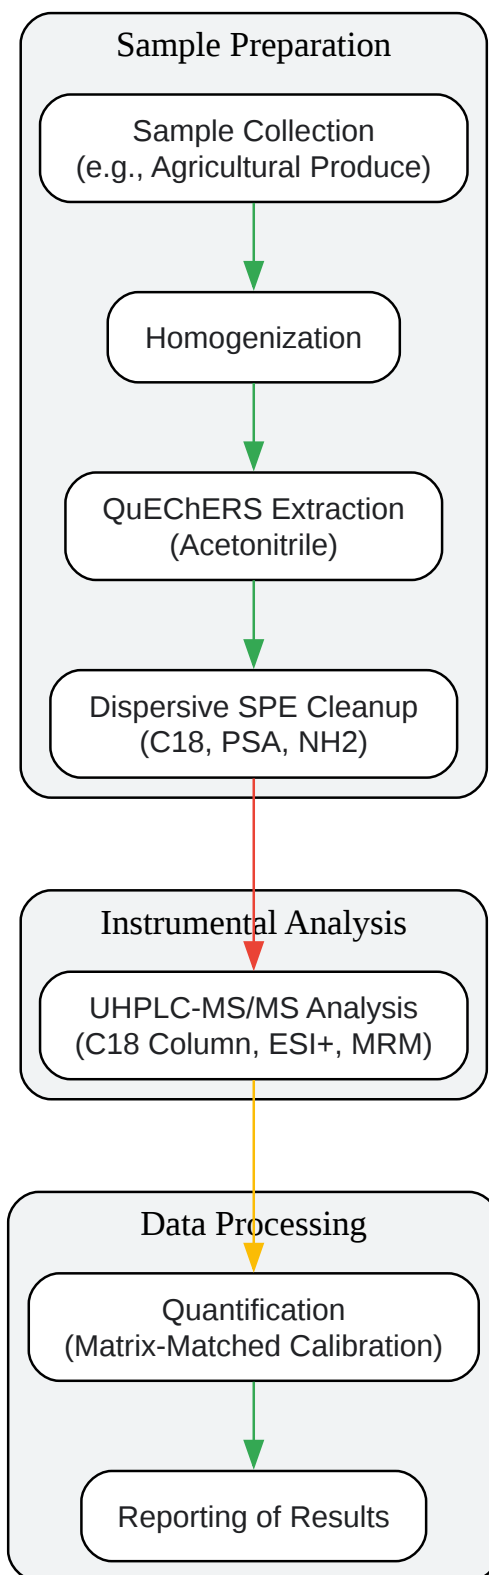 Sample Preparation
Sample Collection
(e.g., Agricultural Produce)
Homogenization
QuEChERS Extraction
(Acetonitrile)
Dispersive SPE Cleanup
(C18, PSA, NH2)
Instrumental Analysis
UHPLC-MS/MS Analysis
(C18 Column, ESI+, MRM)
Data Processing
Quantification
(Matrix-Matched Calibration)
Reporting of Results